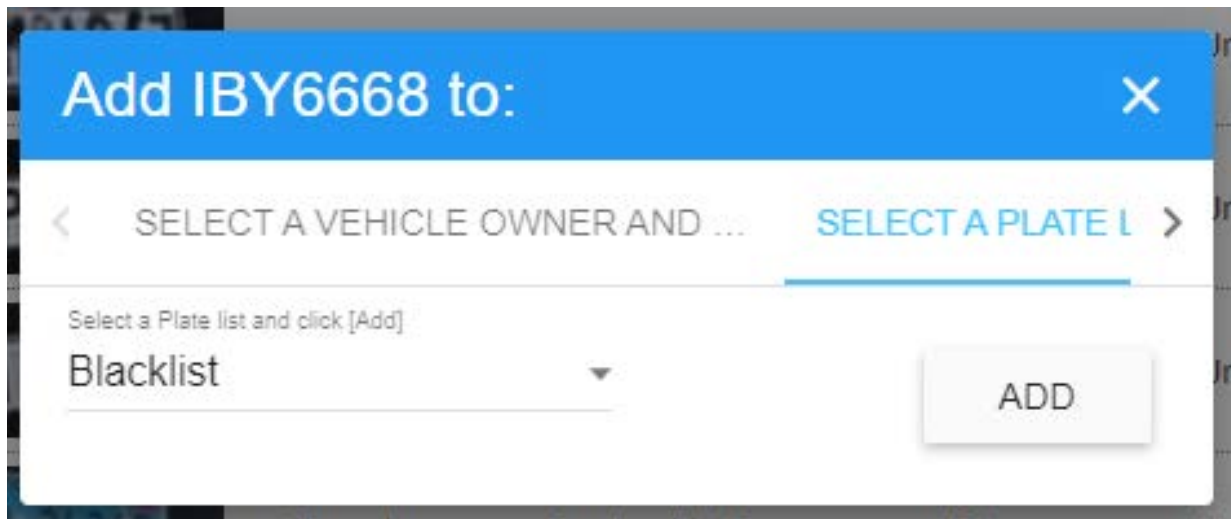 Add IBY6668 to:
SELECT A VEHICLE OWNER AND ...
SELECT A PLATE L
Select a Plate list and click [Add]
Blacklist
ADD